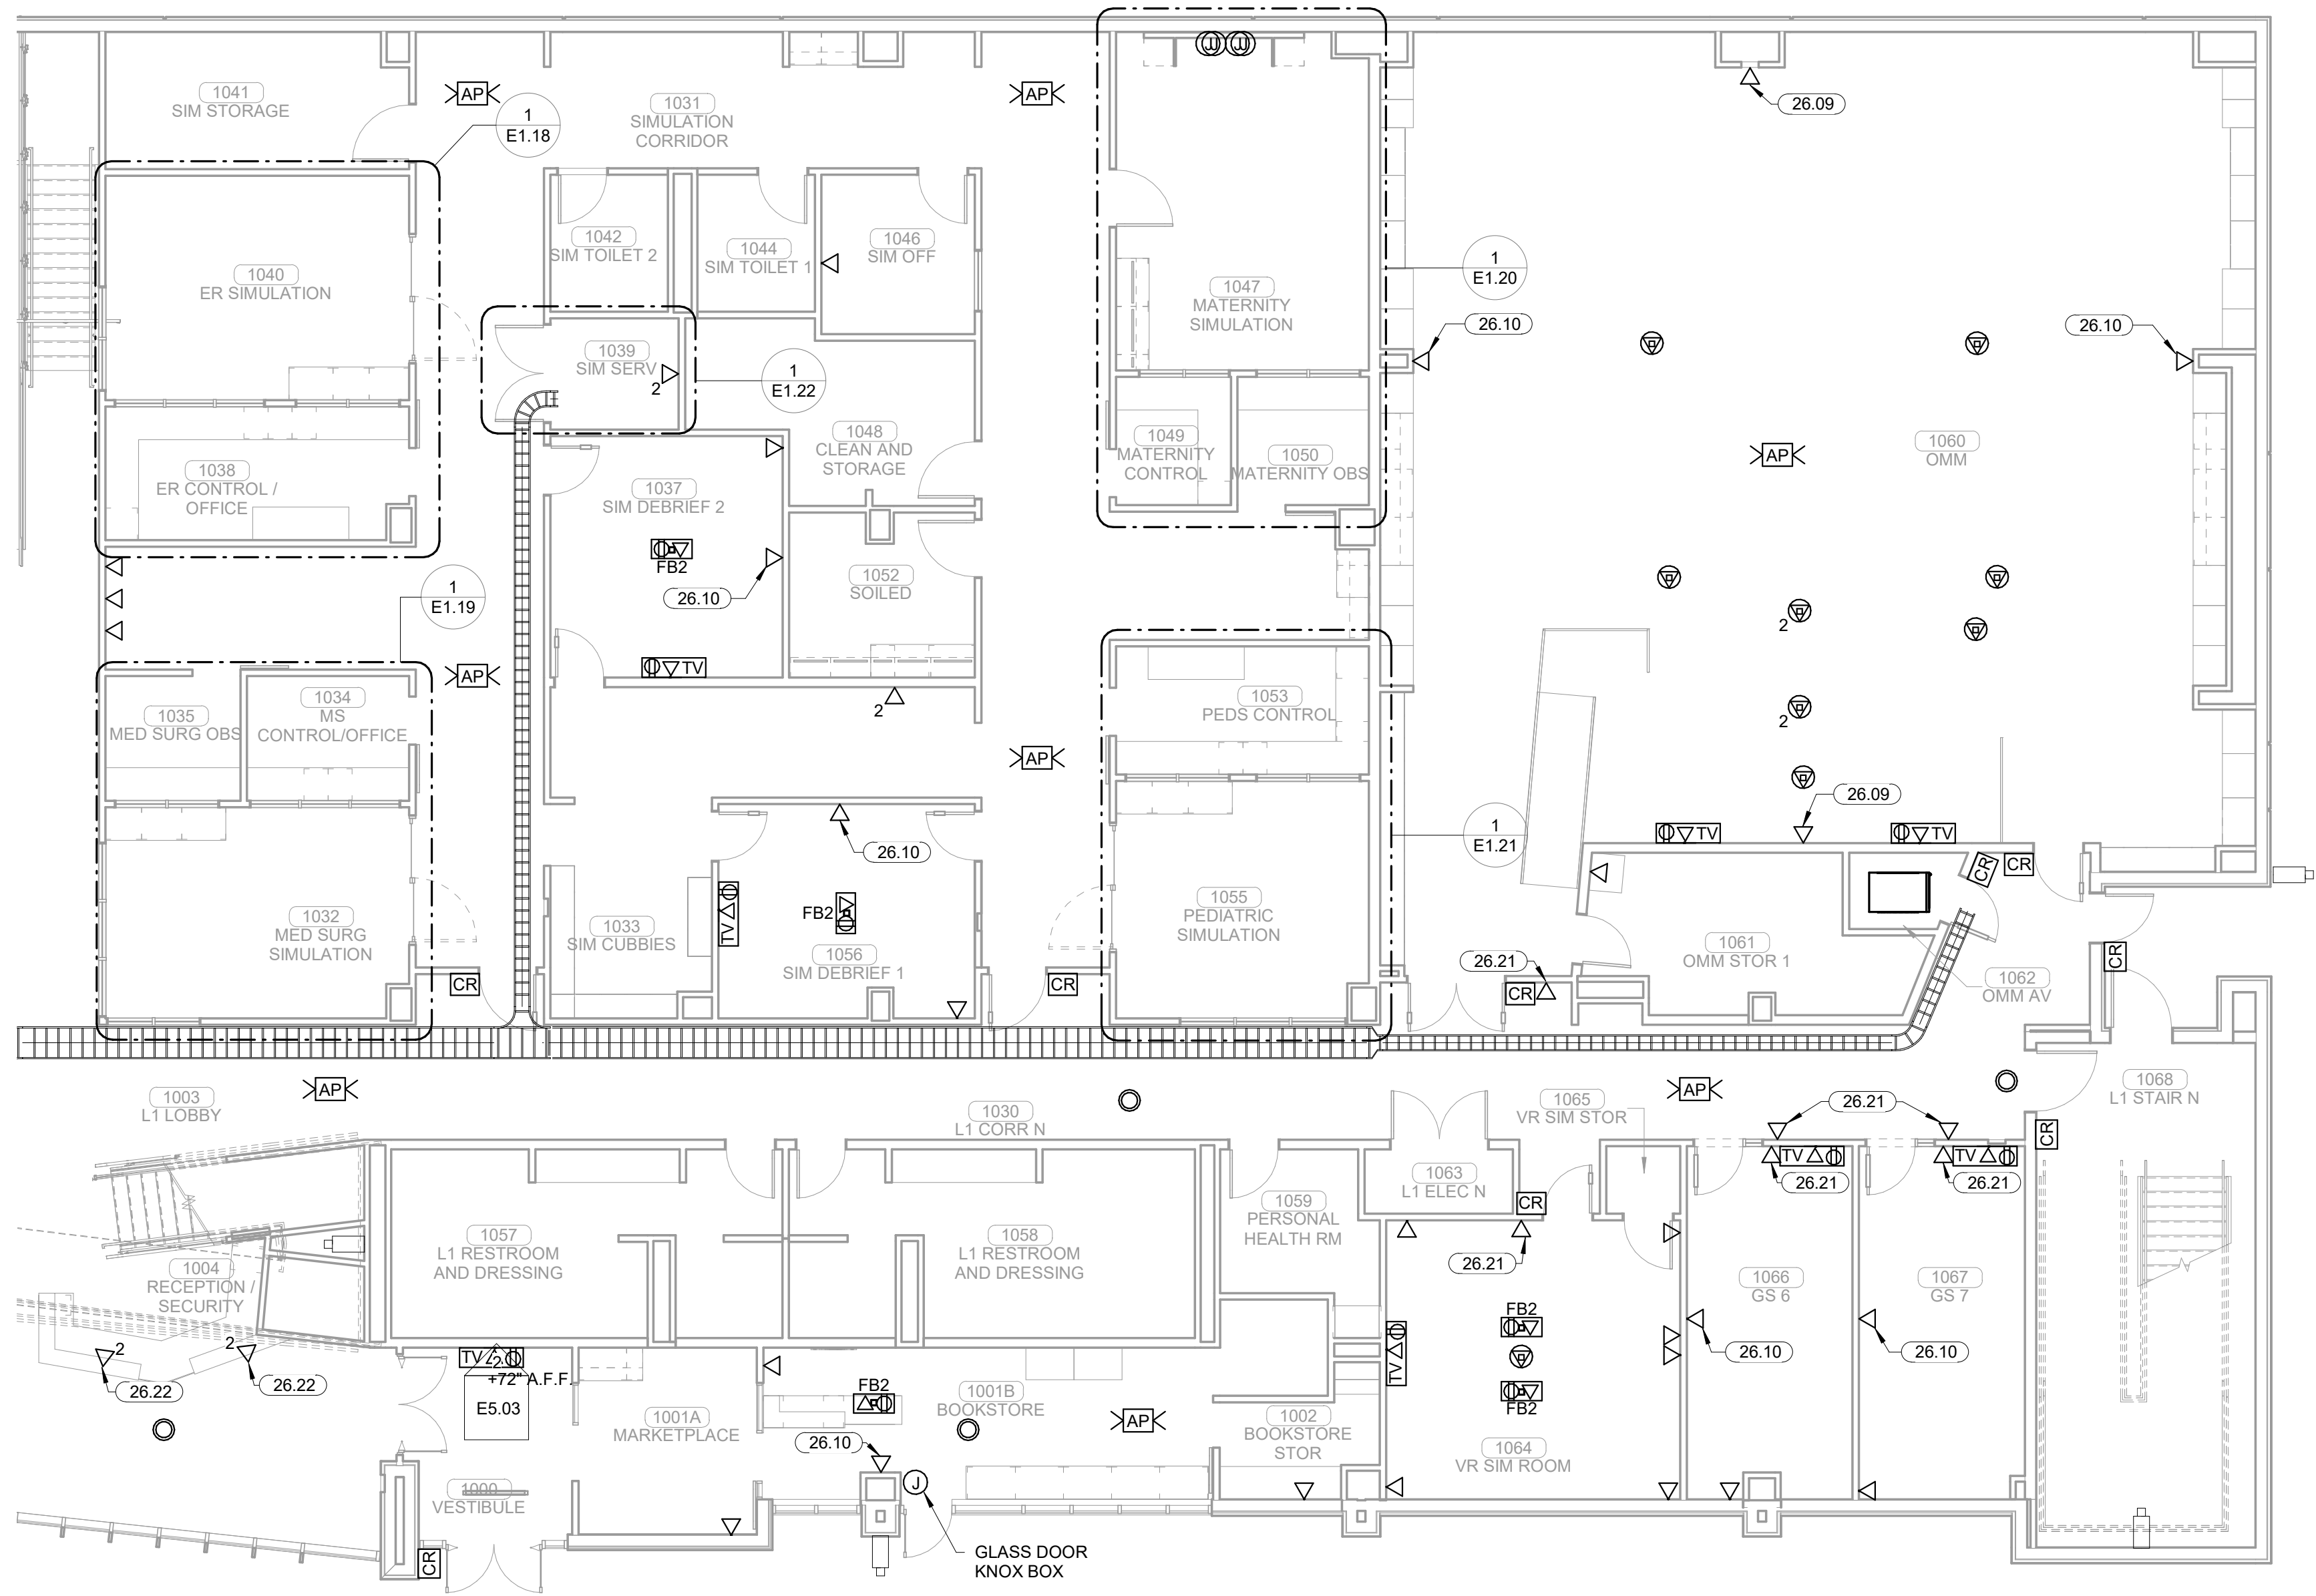 1041
SIM STORAGE
AP
1
E1.18
1031
SIMULATION
CORRIDOR
AP
J
J
26.09
1042
SIM TOILET 2
1044
SIM TOILET 1
1046
SIM OFF
1040
ER SIMULATION
1047
MATERNITY
SIMULATION
1
E1.20
26.10
26.10
1039
SIM SERV
2
1
E1.22
1048
CLEAN AND
STORAGE
1049
MATERNITY
CONTROL
1050
MATERNITY OBS
AP
1060
OMM
1038
ER CONTROL /
OFFICE
1037
SIM DEBRIEF 2
FB2
26.10
1052
SOILED
1
E1.19
2
AP
TV
1035
MED SURG OBS
1034
MS
CONTROL/OFFICE
2
1053
PEDS CONTROL
2
AP
26.09
1
E1.21
26.10
TV
TV
CR
CR
1032
MED SURG
SIMULATION
1033
SIM CUBBIES
TV
FB2
1056
SIM DEBRIEF 1
1055
PEDIATRIC
SIMULATION
1061
OMM STOR 1
26.21
CR
CR
CR
CR
1062
OMM AV
1003
L1 LOBBY
AP
1030
L1 CORR N
1065
VR SIM STOR
AP
26.21
1068
L1 STAIR N
CR
1063
L1 ELEC N
CR
TV
26.21
TV
26.21
1059
PERSONAL
HEALTH RM
1057
L1 RESTROOM
AND DRESSING
1058
L1 RESTROOM
AND DRESSING
26.21
1004
RECEPTION /
SECURITY
1066
GS 6
1067
GS 7
FB2
26.10
26.10
2
26.22
2
26.22
TV
2
+72" A.F.F.
E5.03
TV
FB2
FB2
1001A
MARKETPLACE
1001B
BOOKSTORE
AP
1002
BOOKSTORE
STOR
26.10
1064
VR SIM ROOM
J
1000
VESTIBULE
CR
GLASS DOOR
KNOX BOX